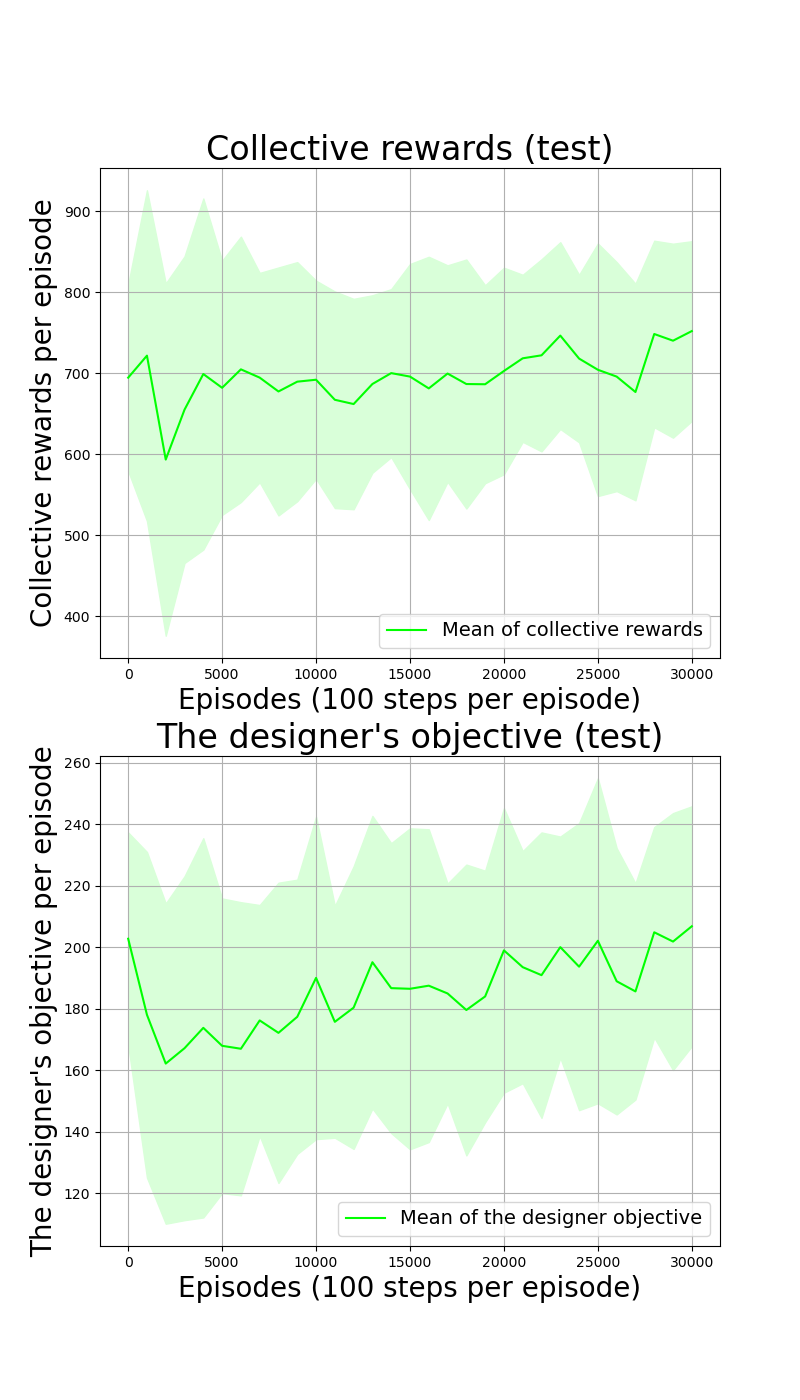 Collective rewards (test)
Collective rewards per episode
900
800
700
600
500
400
Mean of collective rewards
0 5000 10000 15000 20000 25000 30000
Episodes (100 steps per episode)
The designer's objective (test)
The designer's objective per episode
260
240
220
200
180
160
140
120
Mean of the designer objective
0 5000 10000 15000 20000 25000 30000
Episodes (100 steps per episode)